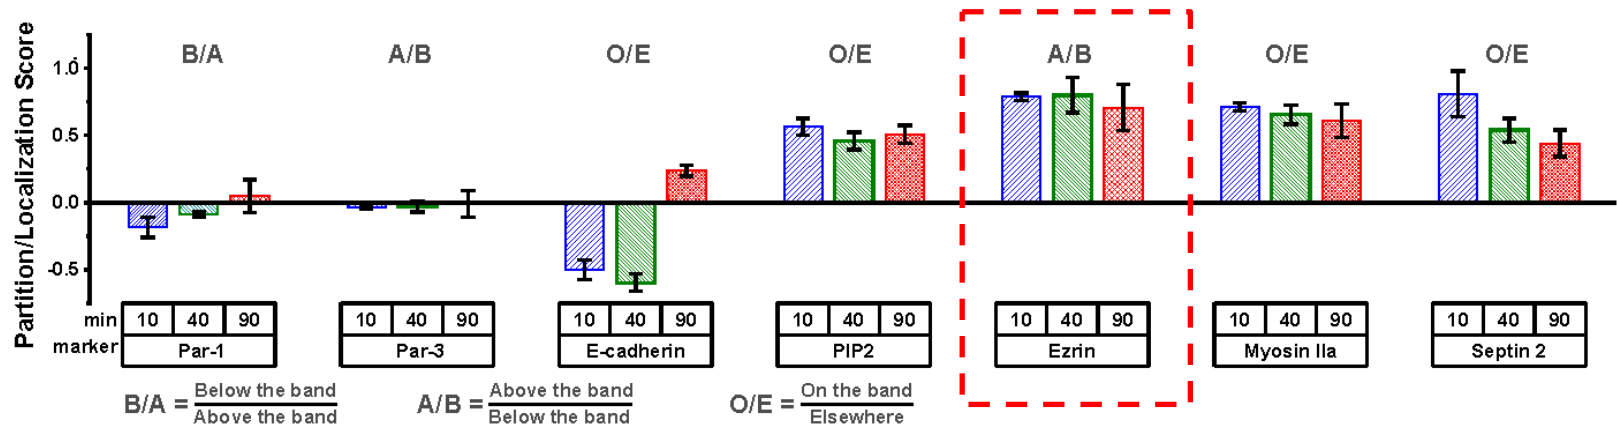 Partition/Localization Score
B/A A/B O/E O/E A/B O/E O/E
1.0
0.5
0.0
-0.5
min 10 40 90 10 40 90 10 40 90 10 40 90 10 40 90 10 40 90 10 40 90
marker Par-1 Par-3 E-cadherin PIP2 Ezrin Myosin IIa Septin 2
B/A = Below the band / Above the band A/B = Above the band / Below the band O/E = On the band / Elsewhere